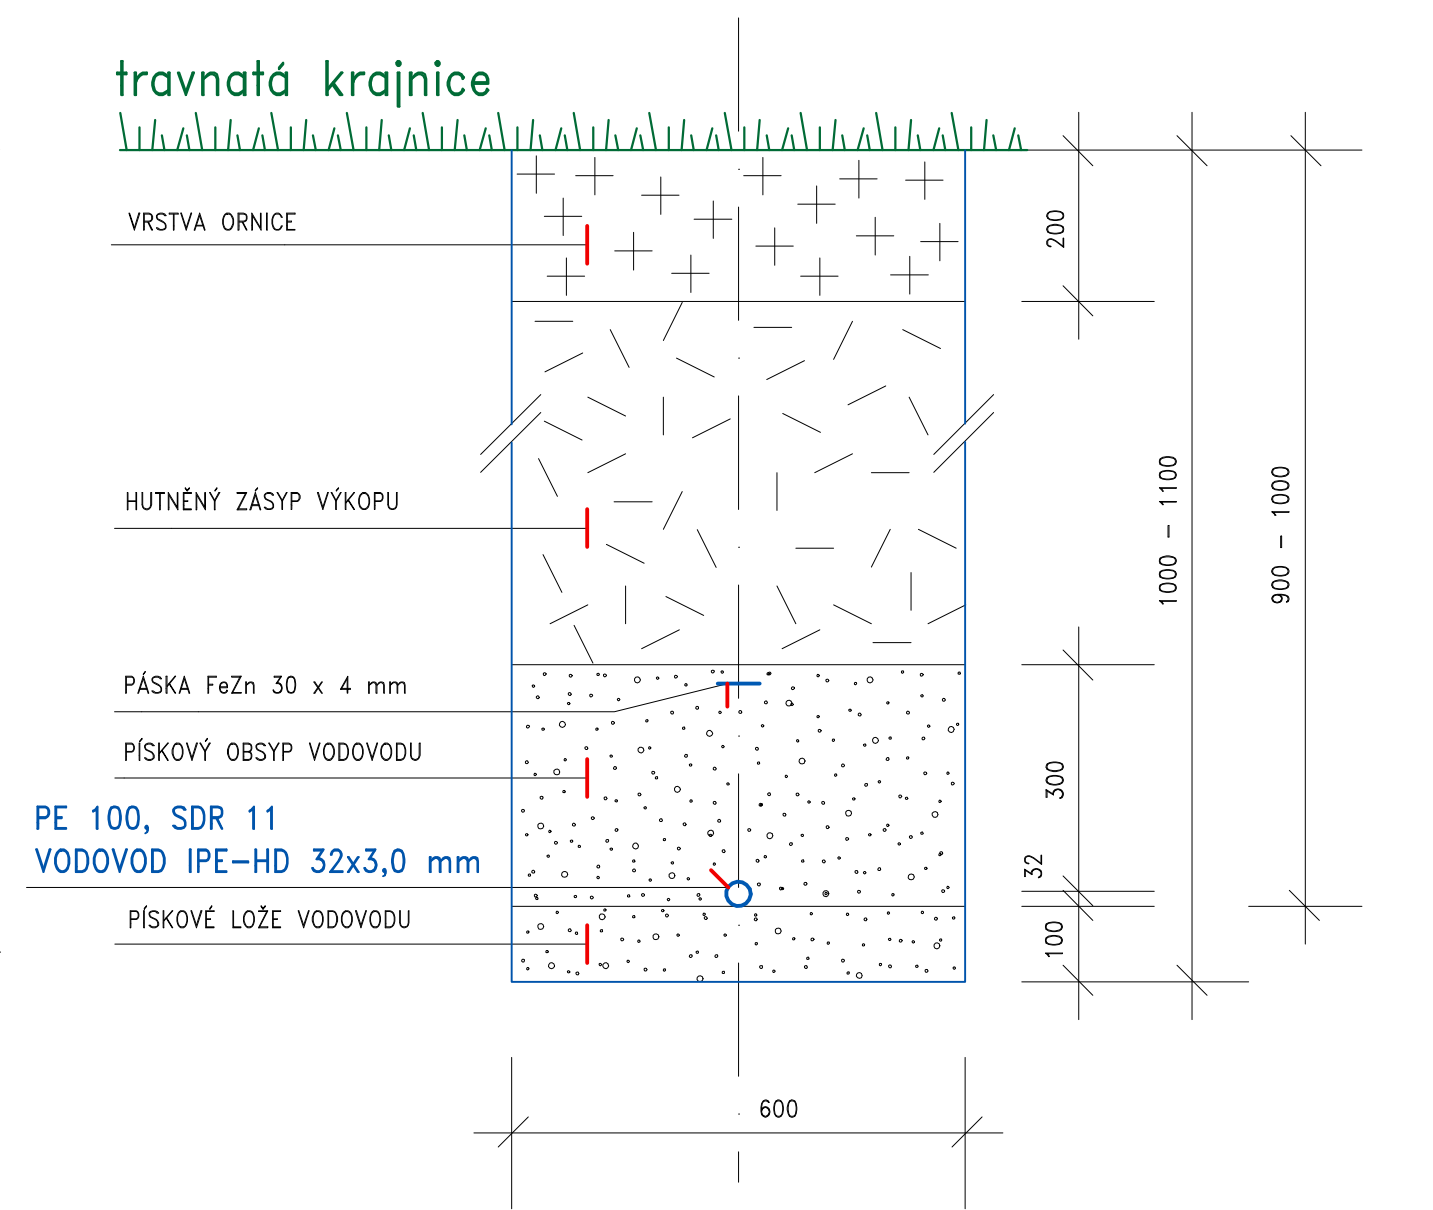 travnatá krajnice
VRSTVA ORNICE
200
HUTNĚNÝ ZÁSYP VÝKOPU
1000 - 1100
900 - 1000
PÁSKA FeZn 30 x 4 mm
PÍSKOVÝ OBSYP VODOVODU
300
PE 100, SDR 11
VODOVOD IPE-HD 32x3,0 mm
32
PÍSKOVÉ LOŽE VODOVODU
100
600